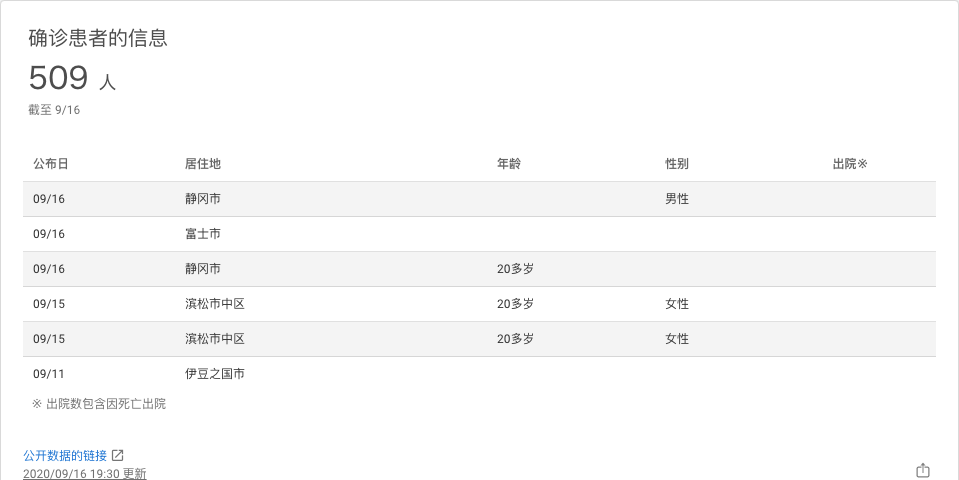 确诊患者的信息
509 人
截至 9/16
公布日 居住地 年龄 性别 出院※
09/16 静冈市 男性
09/16 富士市
09/16 静冈市 20多岁
09/15 滨松市中区 20多岁 女性
09/15 滨松市中区 20多岁 女性
09/11 伊豆之国市
※ 出院数包含因死亡出院
公开数据的链接
2020/09/16 19:30 更新